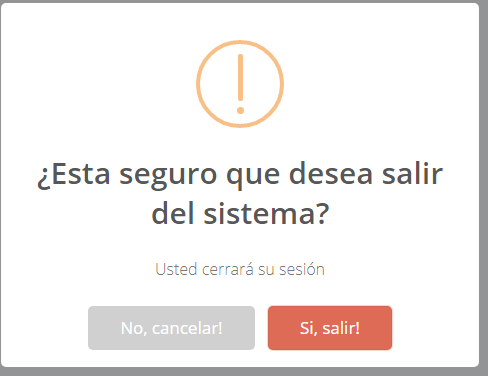 ¿Esta seguro que desea salir
del sistema?
Usted cerrará su sesión
No, cancelar!
Si, salir!